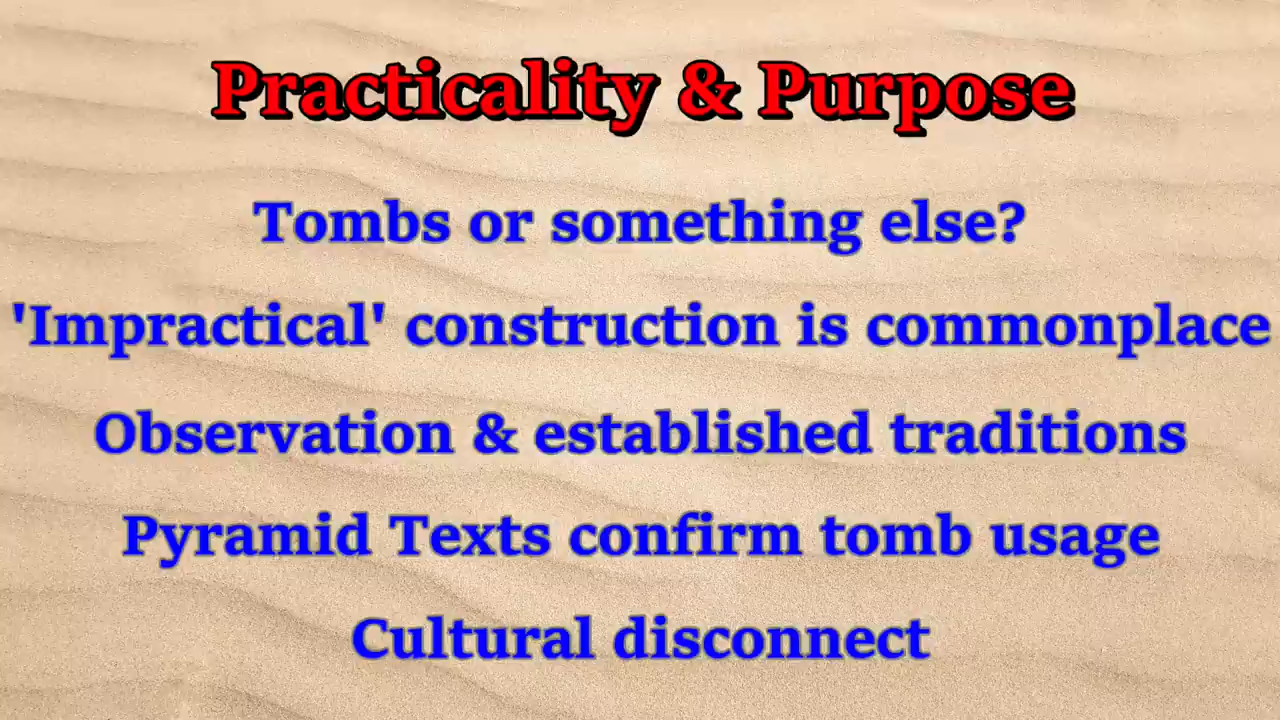 Practicality & Purpose
Tombs or something else?
'Impractical' construction is commonplace
Observation & established traditions
Pyramid Texts confirm tomb usage
Cultural disconnect